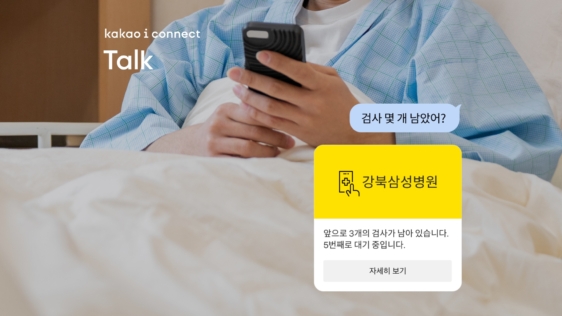 kakao i connect
Talk
검사 몇 개 남았어?
강북삼성병원
앞으로 3개의 검사가 남아 있습니다.
5번째로 대기 중입니다.
자세히 보기